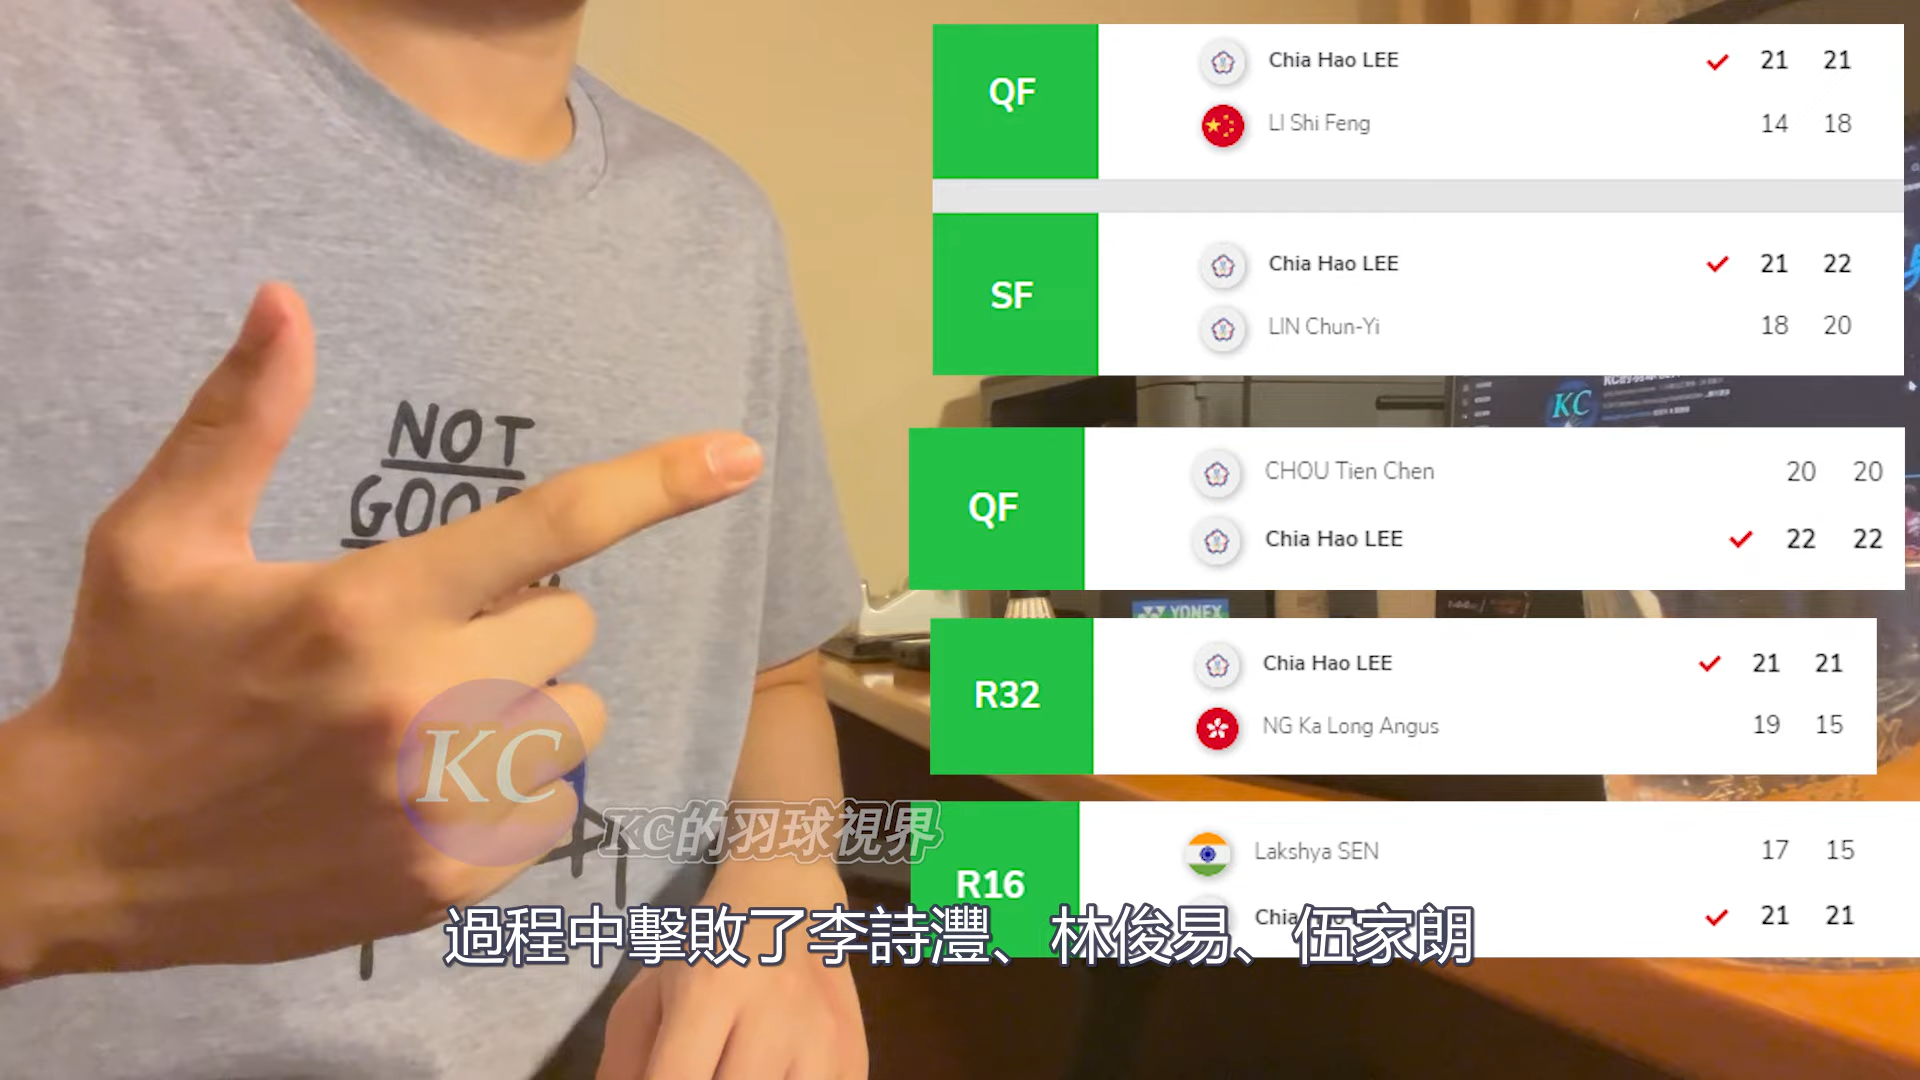 QF
Chia Hao LEE 21 21
LI Shi Feng 14 18
SF
Chia Hao LEE 21 22
LIN Chun-Yi 18 20
KC
QF
CHOU Tien Chen 20 20
Chia Hao LEE 22 22
NOT
YONEX
R32
Chia Hao LEE 21 21
NG Ka Long Angus 19 15
KC
KC的羽球視界
R16
Lakshya SEN 17 15
Chia 21 21
過程中擊敗了李詩灃、林俊易、伍家朗